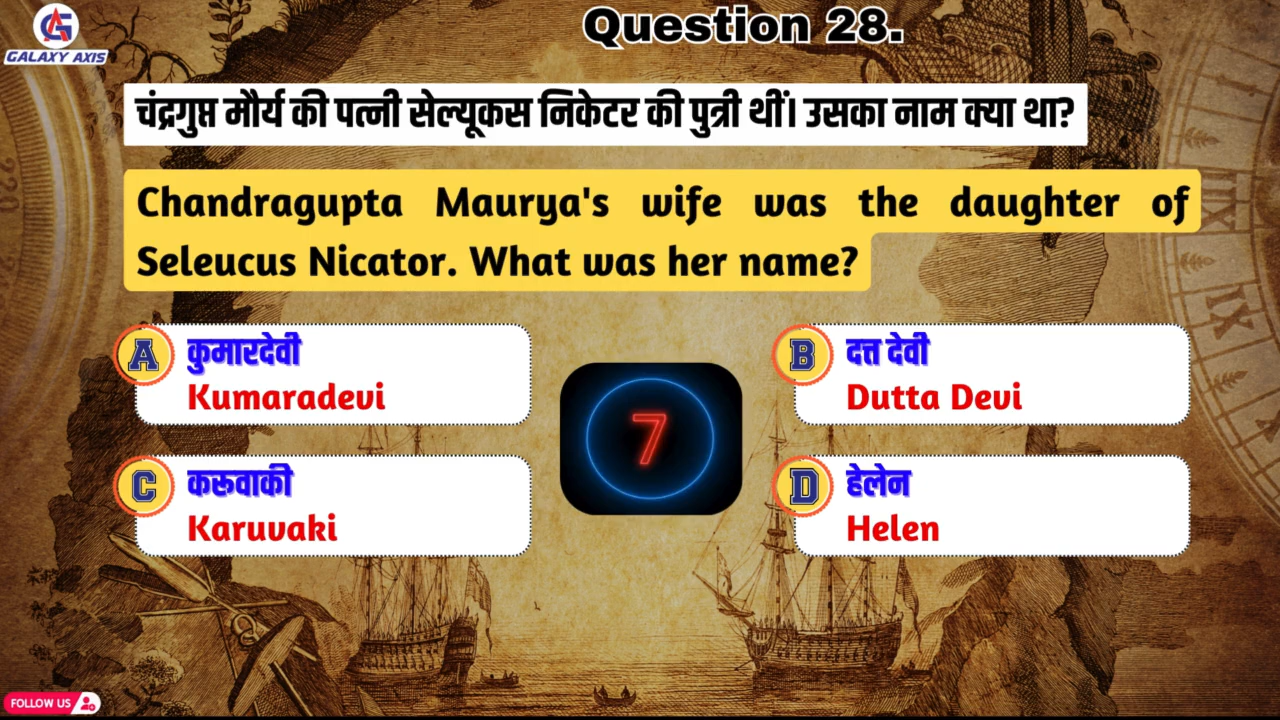 GALAXY AXIS
Question 28.
चंद्रगुप्त मौर्य की पत्नी सेल्यूकस निकेटर की पुत्री थीं। उसका नाम क्या था?
Chandragupta Maurya's wife was the daughter of
Seleucus Nicator. What was her name?
A कुमारदेवी
Kumaradevi
B दत्त देवी
Dutta Devi
7
C करूवाकी
Karuvaki
D हेलेन
Helen
FOLLOW US